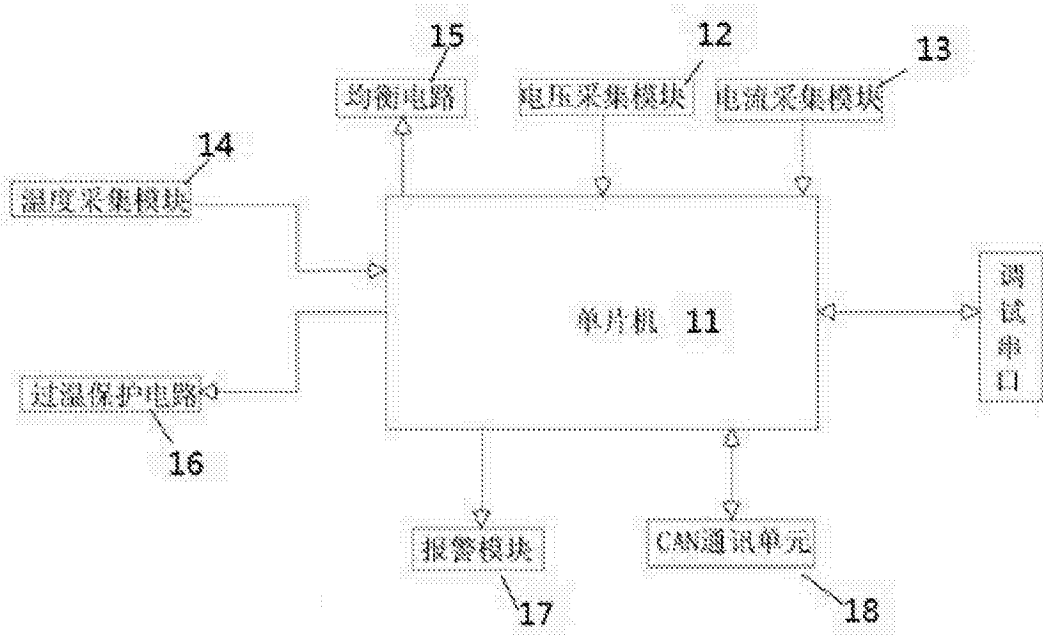 15
12
13
均衡电路
电压采集模块
电流采集模块
14
温度采集模块
单片机 11
调试串口
过温保护电路
16
报警模块
CAN通讯单元
17
18